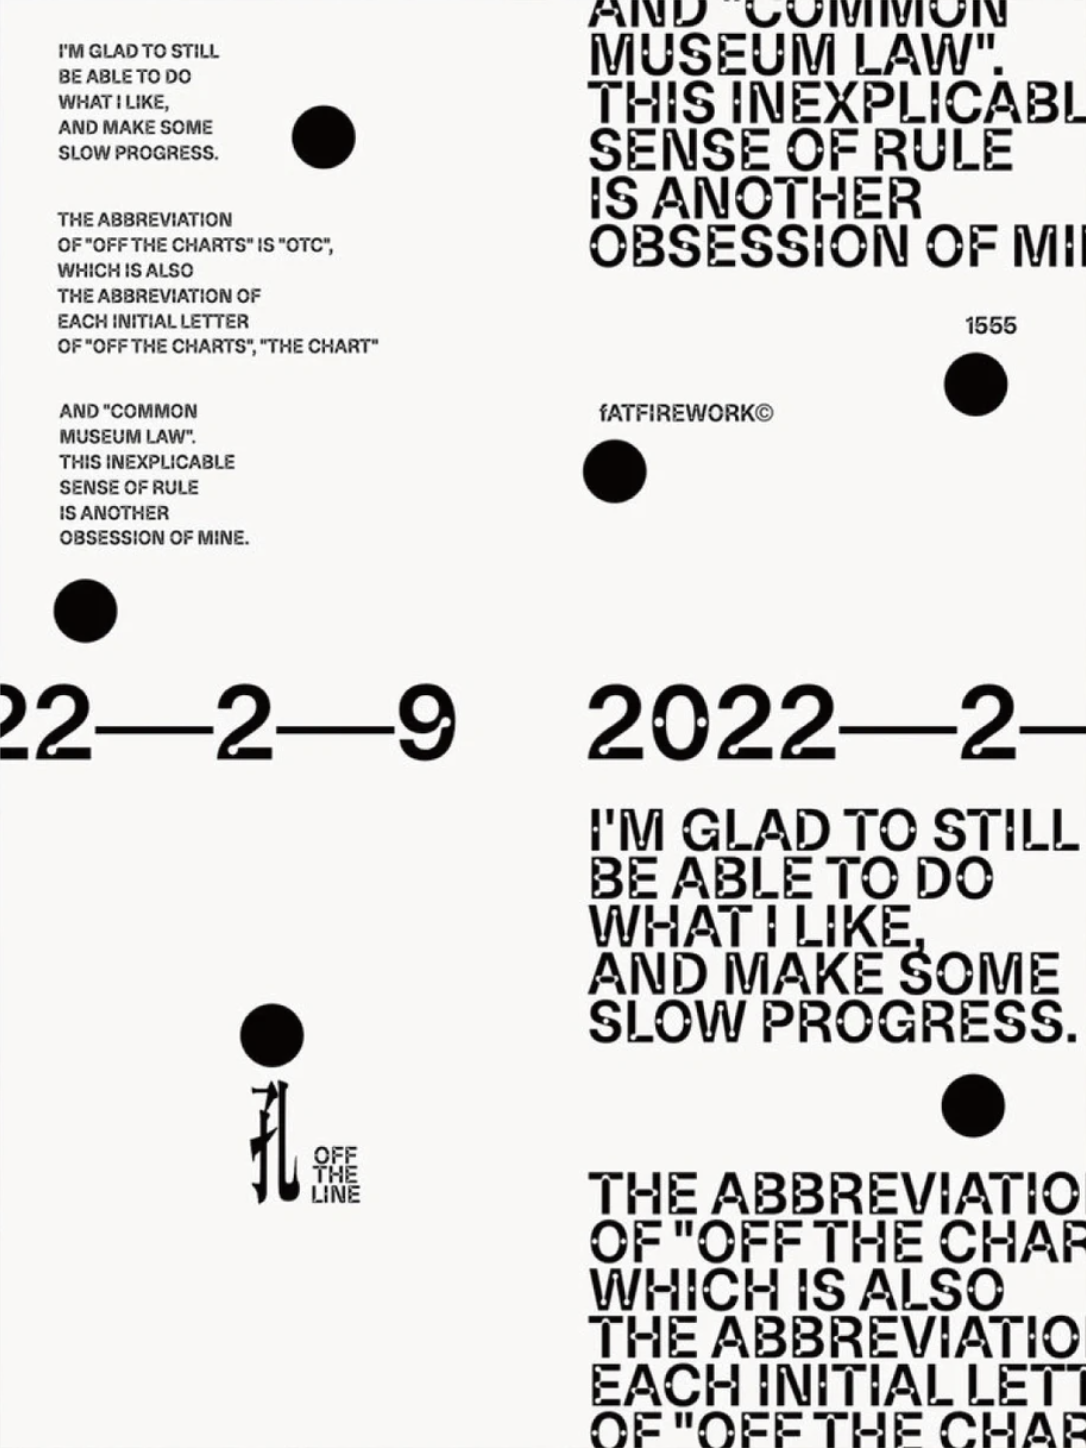 I'M GLAD TO STILL
BE ABLE TO DO
WHAT I LIKE,
AND MAKE SOME
SLOW PROGRESS.
THE ABBREVIATION
OF "OFF THE CHARTS" IS "OTC",
WHICH IS ALSO
THE ABBREVIATION OF
EACH INITIAL LETTER
OF "OFF THE CHARTS", "THE CHART"
AND "COMMON
MUSEUM LAW".
THIS INEXPLICABLE
SENSE OF RULE
IS ANOTHER
OBSESSION OF MINE.
AND "COMMON
MUSEUM LAW".
THIS INEXPLICABL
SENSE OF RULE
IS ANOTHER
OBSESSION OF MI
1555
fATFIREWORK©
22—2—9
2022—2—
孔
OFF
THE
LINE
I'M GLAD TO STILL
BE ABLE TO DO
WHAT I LIKE,
AND MAKE SOME
SLOW PROGRESS.
THE ABBREVIATIO
OF "OFF THE CHAR
WHICH IS ALSO
THE ABBREVIATIO
EACH INITIAL LETT
OF "OFF THE CHAR